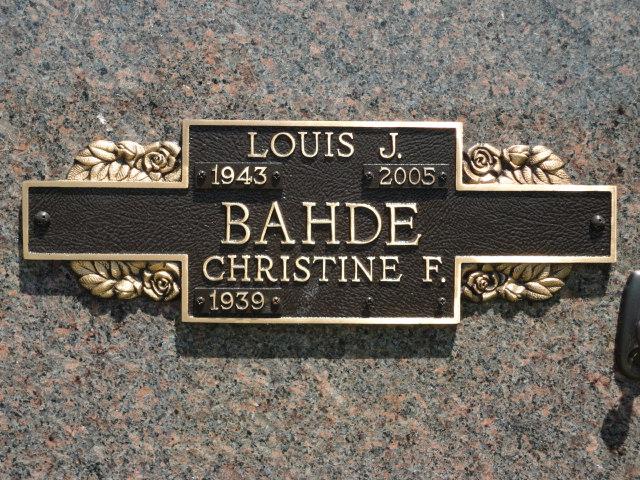 LOUIS J.
1943 2005
BAHDE
CHRISTINE F.
1939